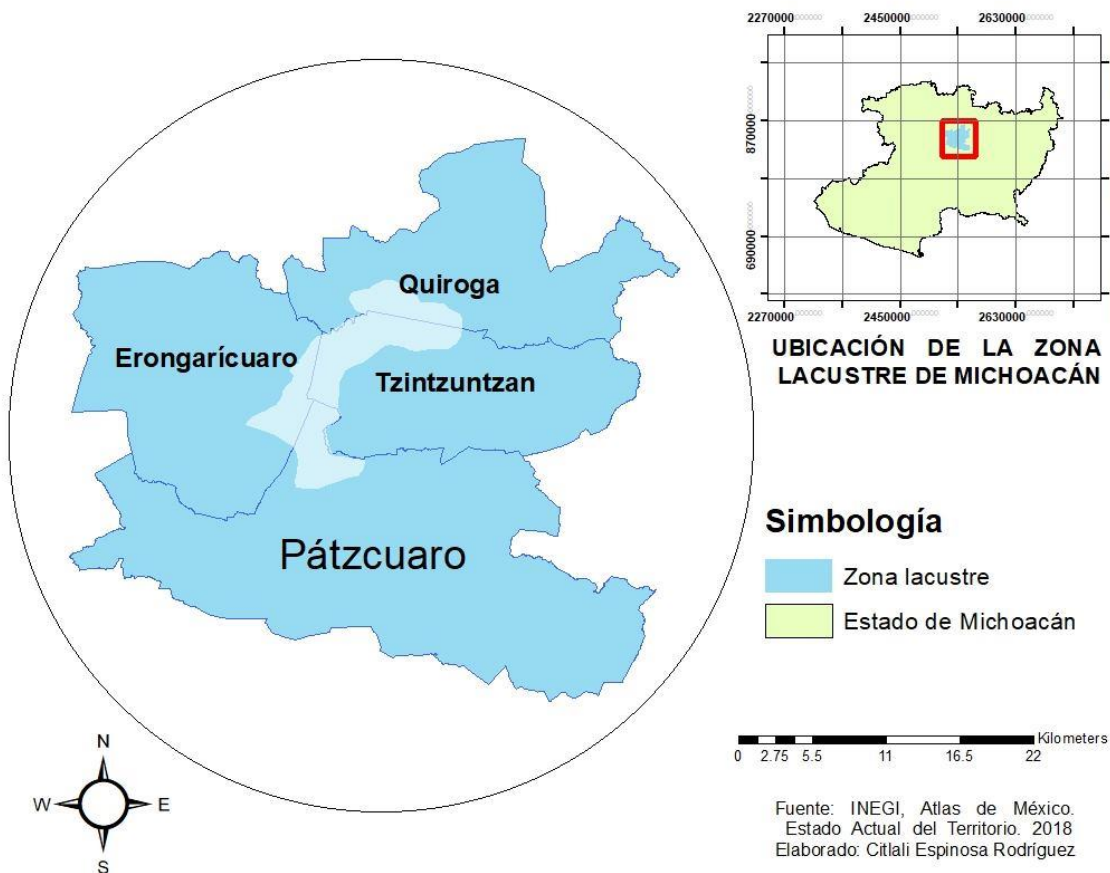 2270000 2450000 2630000
870000
690000
2270000 2450000 2630000
UBICACIÓN DE LA ZONA
LACUSTRE DE MICHOACÁN
Quiroga
Erongarícuaro
Tzintzuntzan
Pátzcuaro
Simbología
Zona lacustre
Estado de Michoacán
Kilometers
0 2.75 5.5 11 16.5 22
N
W E
S
Fuente: INEGI, Atlas de México.
Estado Actual del Territorio. 2018
Elaborado: Citlali Espinosa Rodríguez